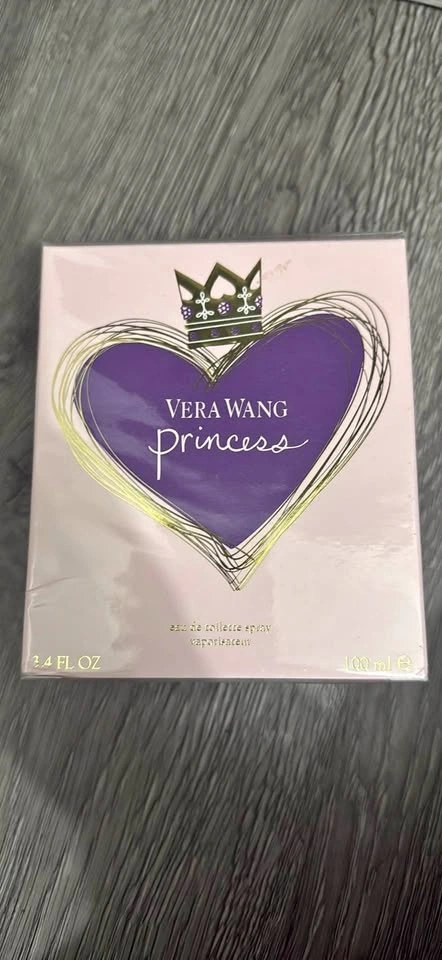 VERA WANG
princess
eau de toilette spray
vaporisateur
3.4 FL OZ
100 ml ℮